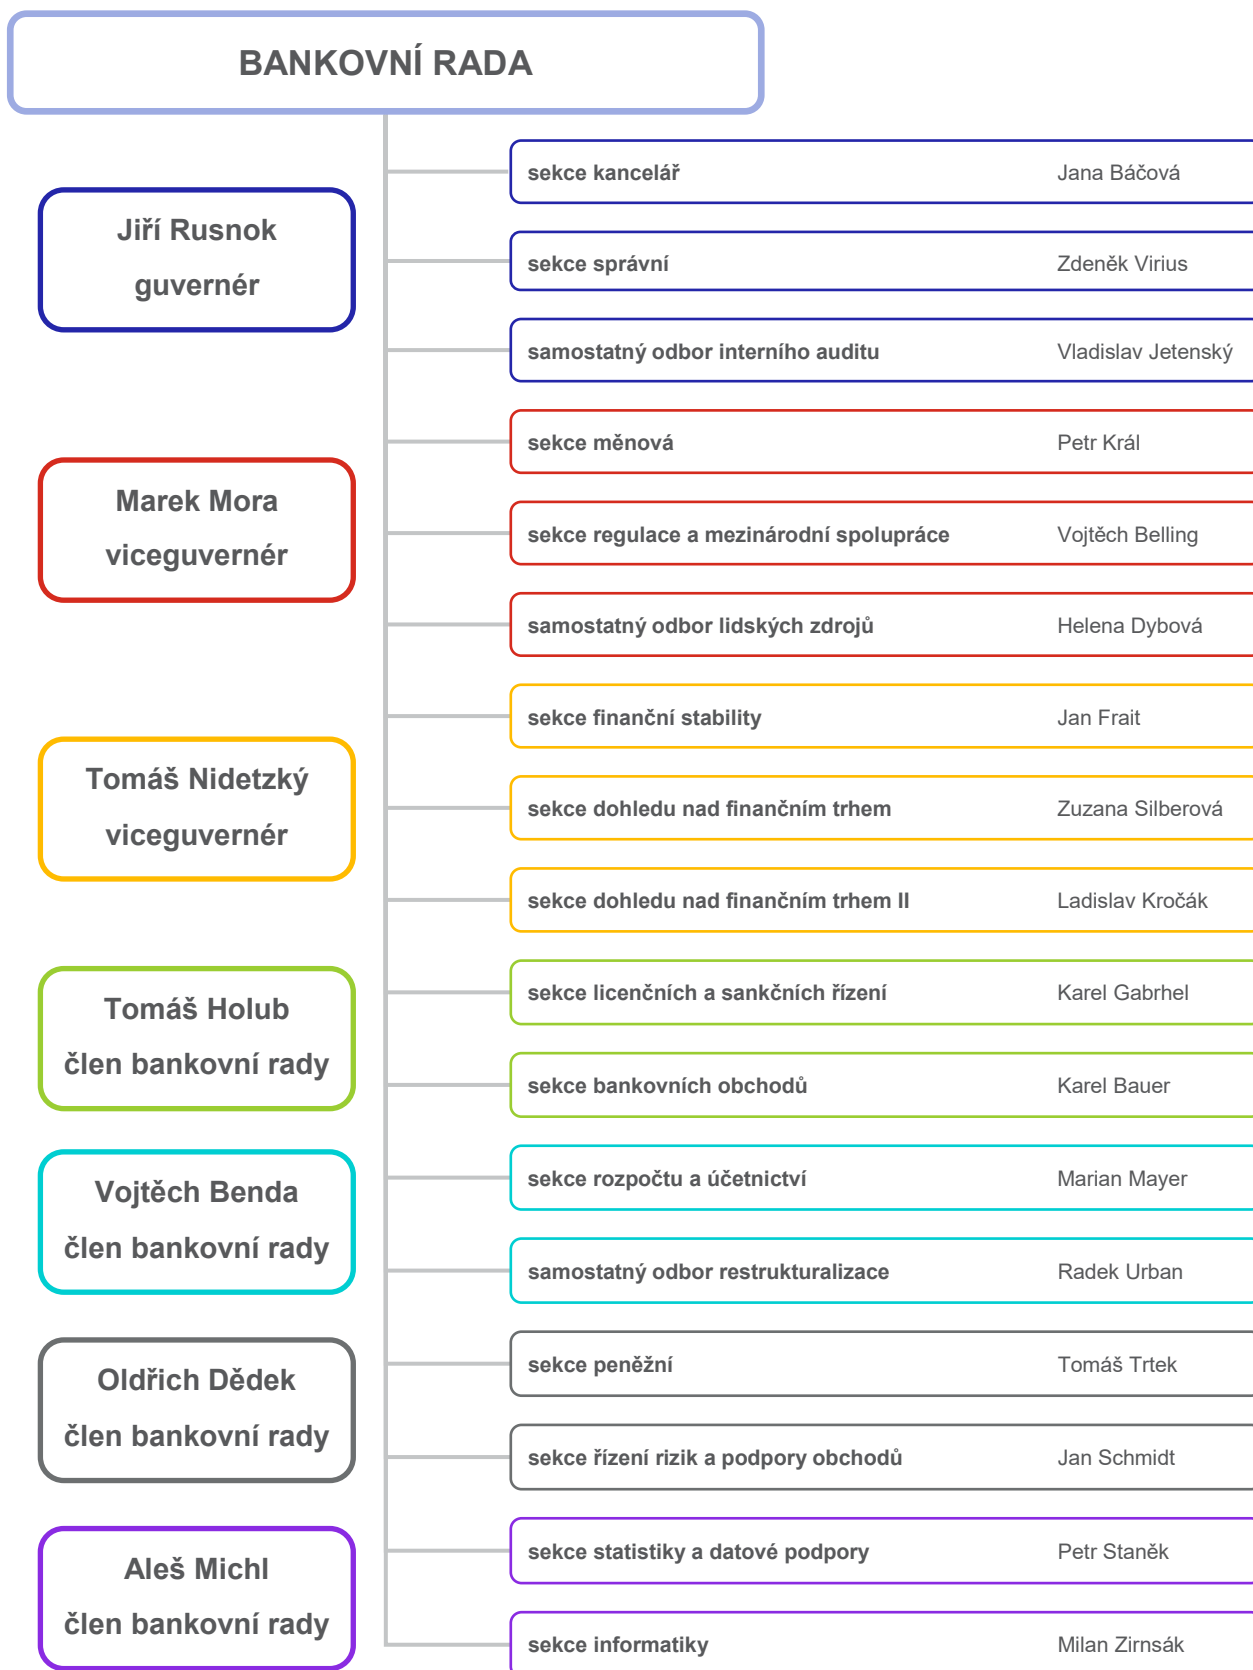 BANKOVNÍ RADA
Jiří Rusnok
guvernér
sekce kancelář Jana Báčová
sekce správní Zdeněk Virius
samostatný odbor interního auditu Vladislav Jetenský
Marek Mora
viceguvernér
sekce měnová Petr Král
sekce regulace a mezinárodní spolupráce Vojtěch Belling
samostatný odbor lidských zdrojů Helena Dybová
Tomáš Nidetzký
viceguvernér
sekce finanční stability Jan Frait
sekce dohledu nad finančním trhem Zuzana Silberová
sekce dohledu nad finančním trhem II Ladislav Kročák
Tomáš Holub
člen bankovní rady
sekce licenčních a sankčních řízení Karel Gabrhel
sekce bankovních obchodů Karel Bauer
Vojtěch Benda
člen bankovní rady
sekce rozpočtu a účetnictví Marian Mayer
samostatný odbor restrukturalizace Radek Urban
Oldřich Dědek
člen bankovní rady
sekce peněžní Tomáš Trtek
sekce řízení rizik a podpory obchodů Jan Schmidt
Aleš Michl
člen bankovní rady
sekce statistiky a datové podpory Petr Staněk
sekce informatiky Milan Zirnsák